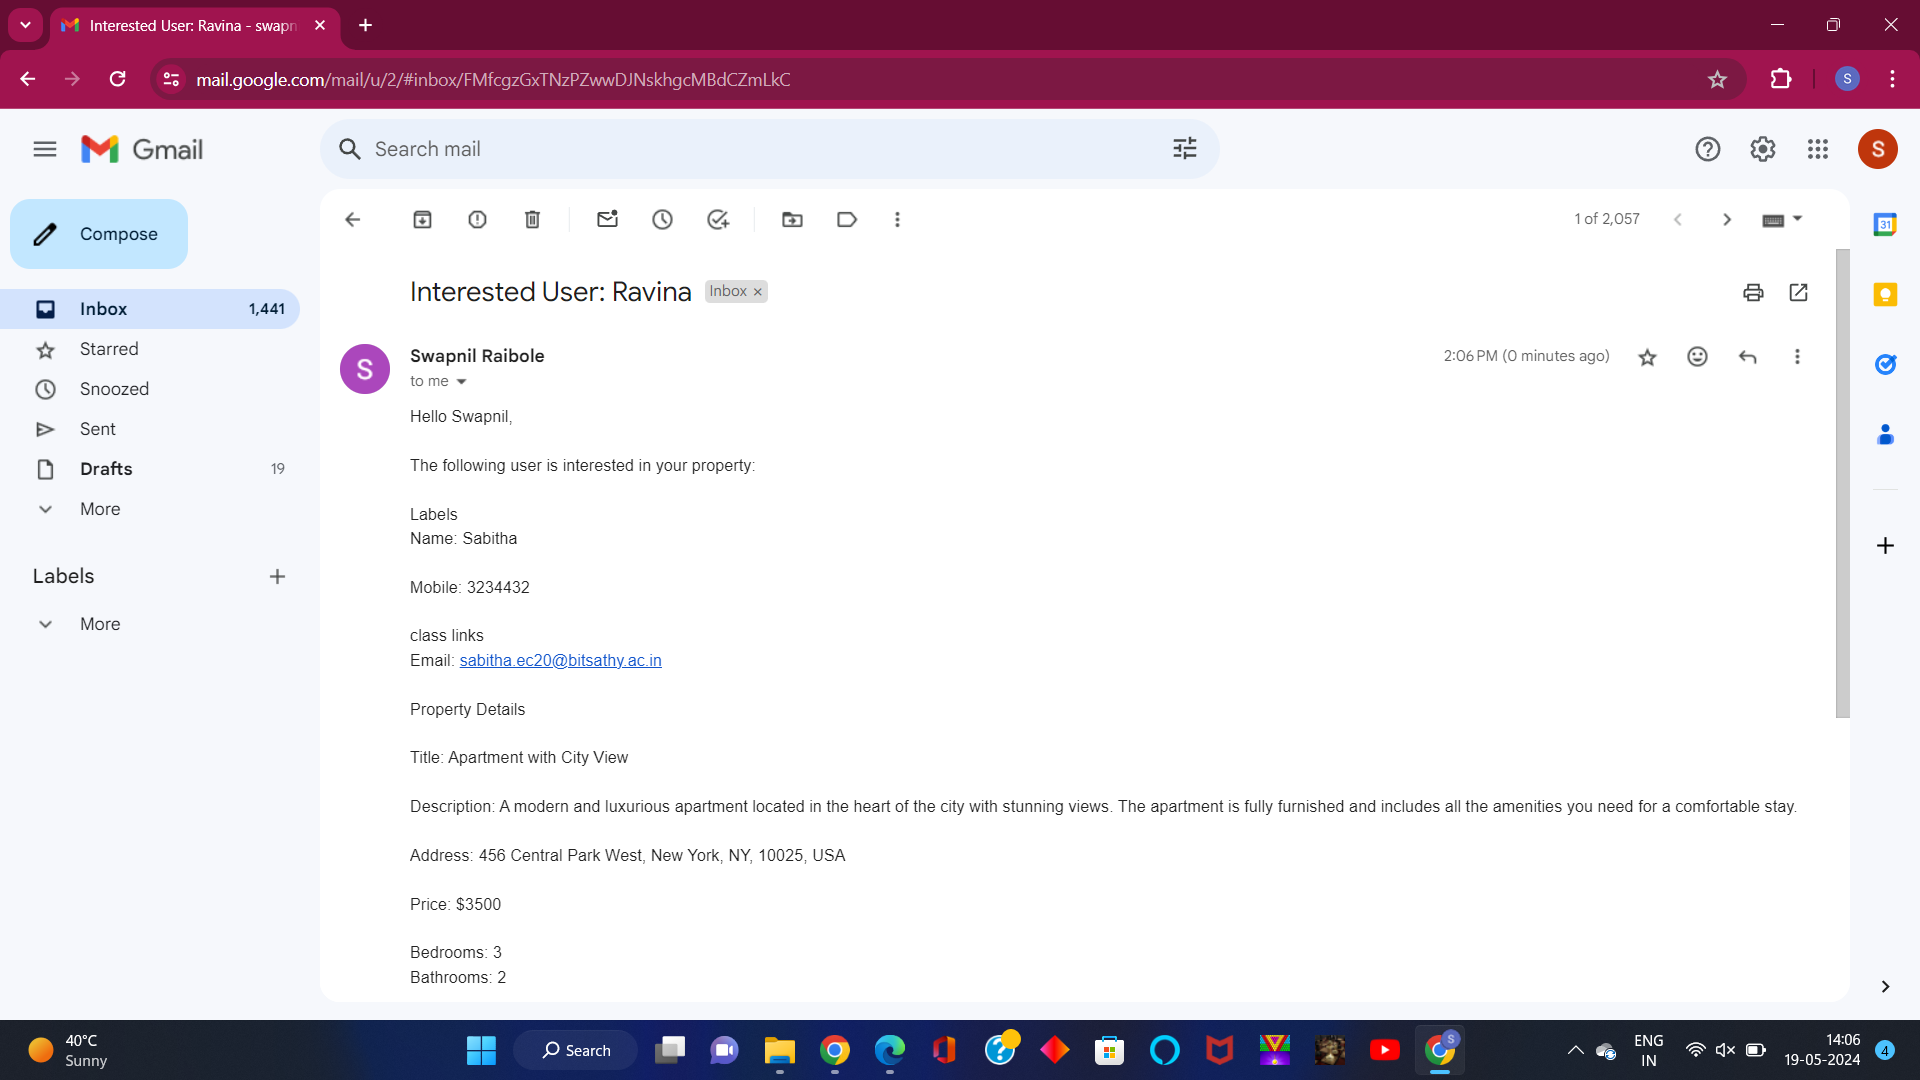 Interested User: Ravina - swapn
mail.google.com/mail/u/2/#inbox/FMfcgzGxTNzPZwwDJNskhgcMBdCZmLkC
S
Gmail
Search mail
S
Compose
1 of 2,057
31
Inbox 1,441
Starred
Snoozed
Sent
Drafts 19
More
Labels
More
Interested User: Ravina
Inbox
S
Swapnil Raibole
2:06 PM (0 minutes ago)
to me
Hello Swapnil,
The following user is interested in your property:
Labels
Name: Sabitha
Mobile: 3234432
class links
Email: sabitha.ec20@bitsathy.ac.in
Property Details
Title: Apartment with City View
Description: A modern and luxurious apartment located in the heart of the city with stunning views. The apartment is fully furnished and includes all the amenities you need for a comfortable stay.
Address: 456 Central Park West, New York, NY, 10025, USA
Price: $3500
Bedrooms: 3
Bathrooms: 2
40°C
Sunny
Search
S
ENG
IN
14:06
19-05-2024
4